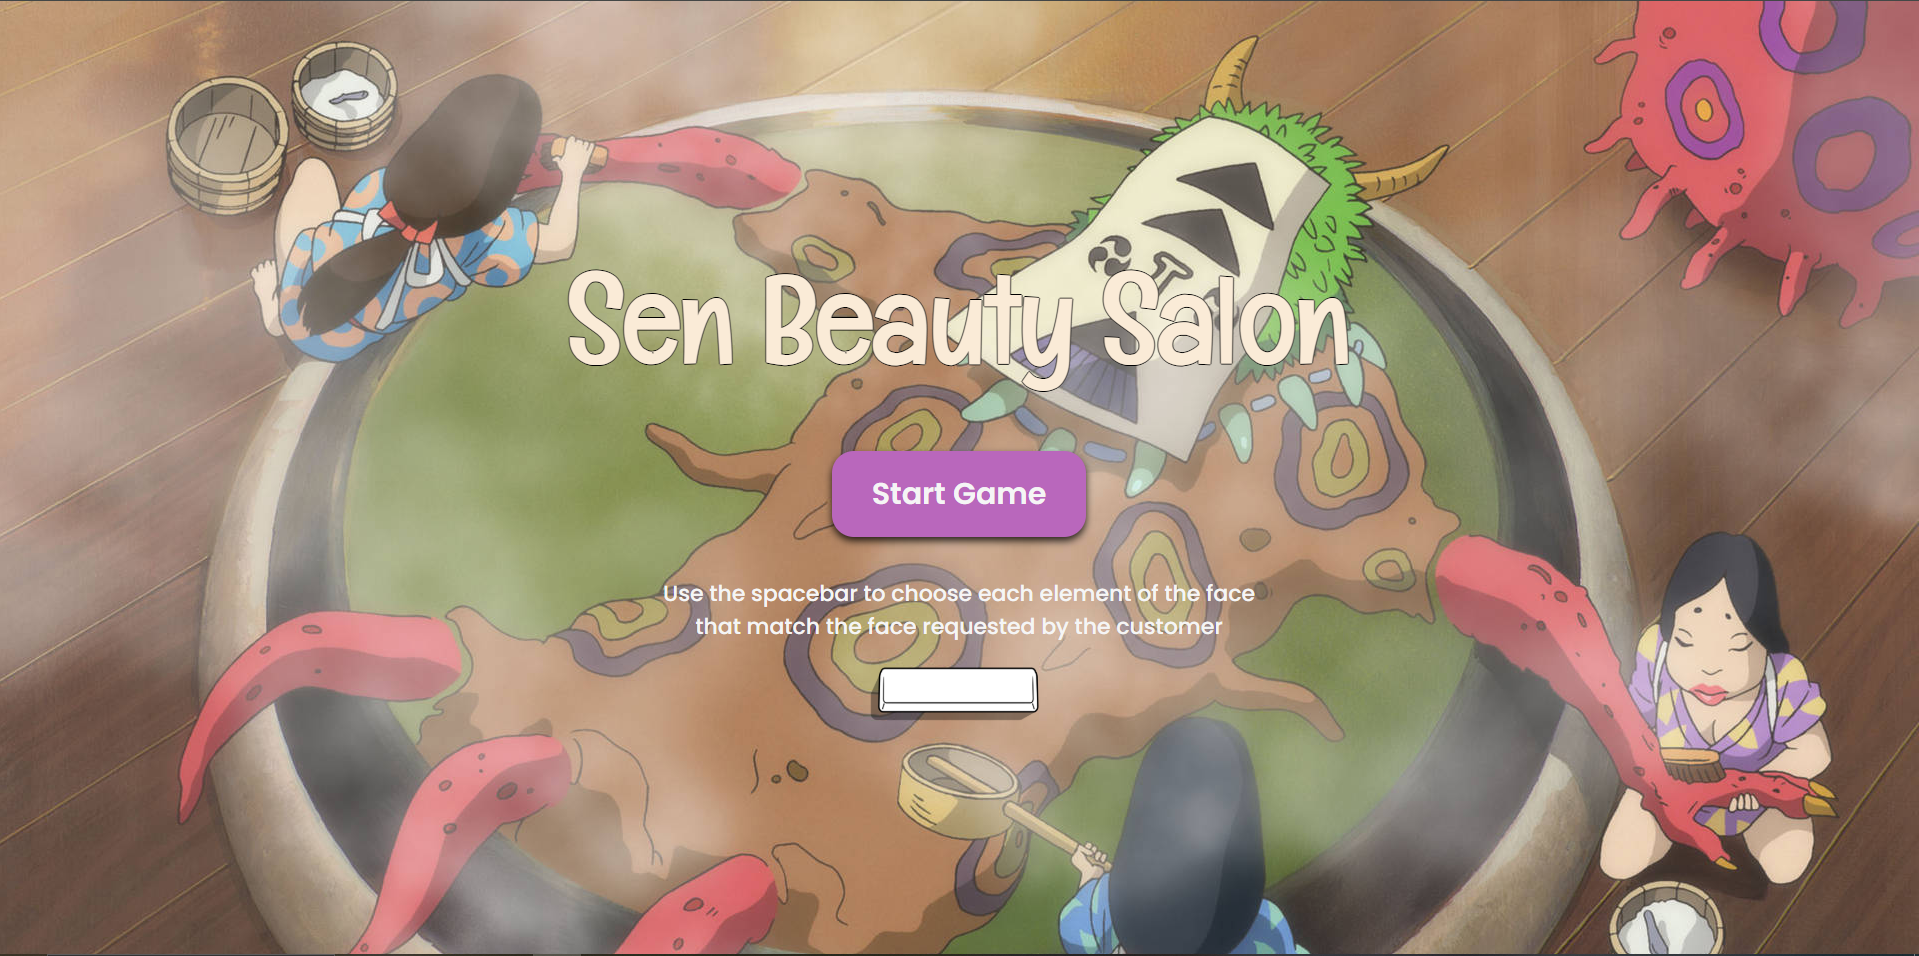 Sen Beauty Salon
Start Game
Use the spacebar to choose each element of the face
that match the face requested by the customer